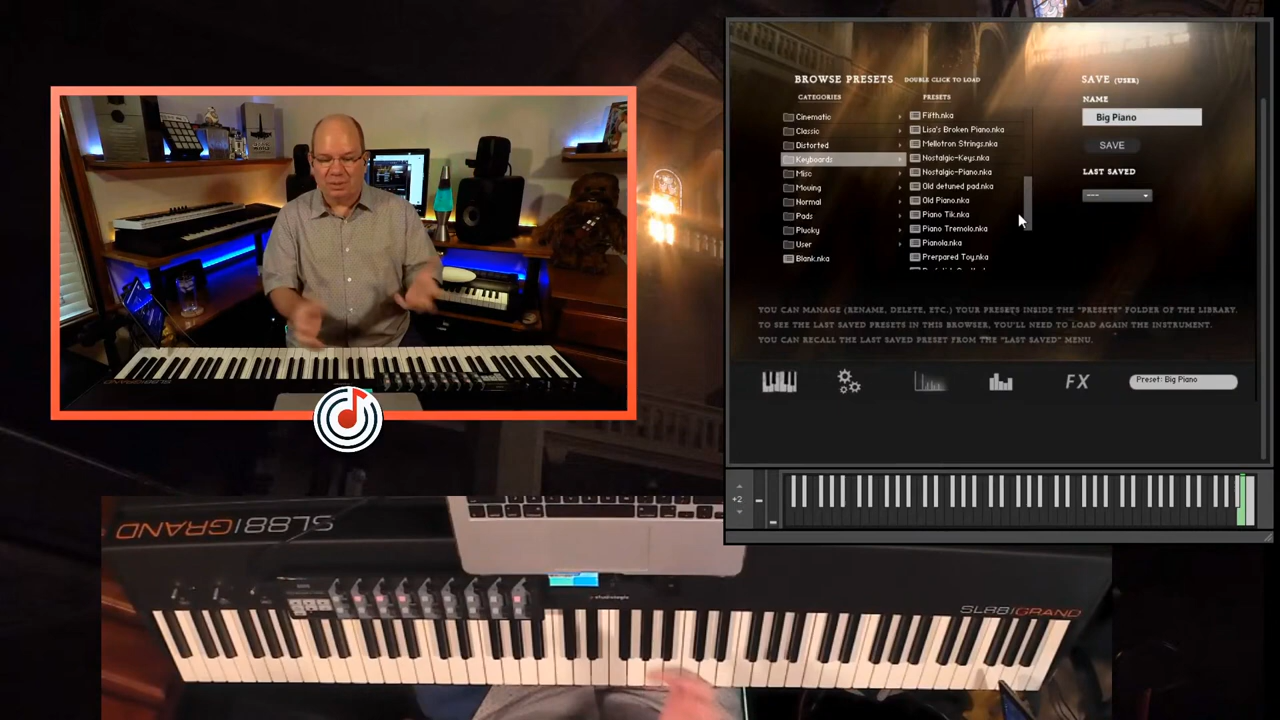 BROWSE PRESETS DOUBLE CLICK TO LOAD
CATEGORIES
PRESETS
Cinematic
Classic
Distorted
Keyboards
Misc
Moving
Normal
Pads
Plucky
User
Blank.nka
Fifth.nka
Lisa's Broken Piano.nka
Mellotron Strings.nka
Nostalgic-Keys.nka
Nostalgic-Piano.nka
Old detuned pad.nka
Old Piano.nka
Piano Tik.nka
Piano Tremolo.nka
Pianola.nka
Prerpared Toy.nka
SAVE (USER)
NAME
Big Piano
SAVE
LAST SAVED
---
YOU CAN MANAGE (RENAME, DELETE, ETC.) YOUR PRESETS INSIDE THE "PRESETS" FOLDER OF THE LIBRARY.
TO SEE THE LAST SAVED PRESETS IN THIS BROWSER, YOU'LL NEED TO LOAD AGAIN THE INSTRUMENT.
YOU CAN RECALL THE LAST SAVED PRESET FROM THE "LAST SAVED" MENU.
FX
Preset: Big Piano
+2
SL88 GRAND
SL88 GRAND